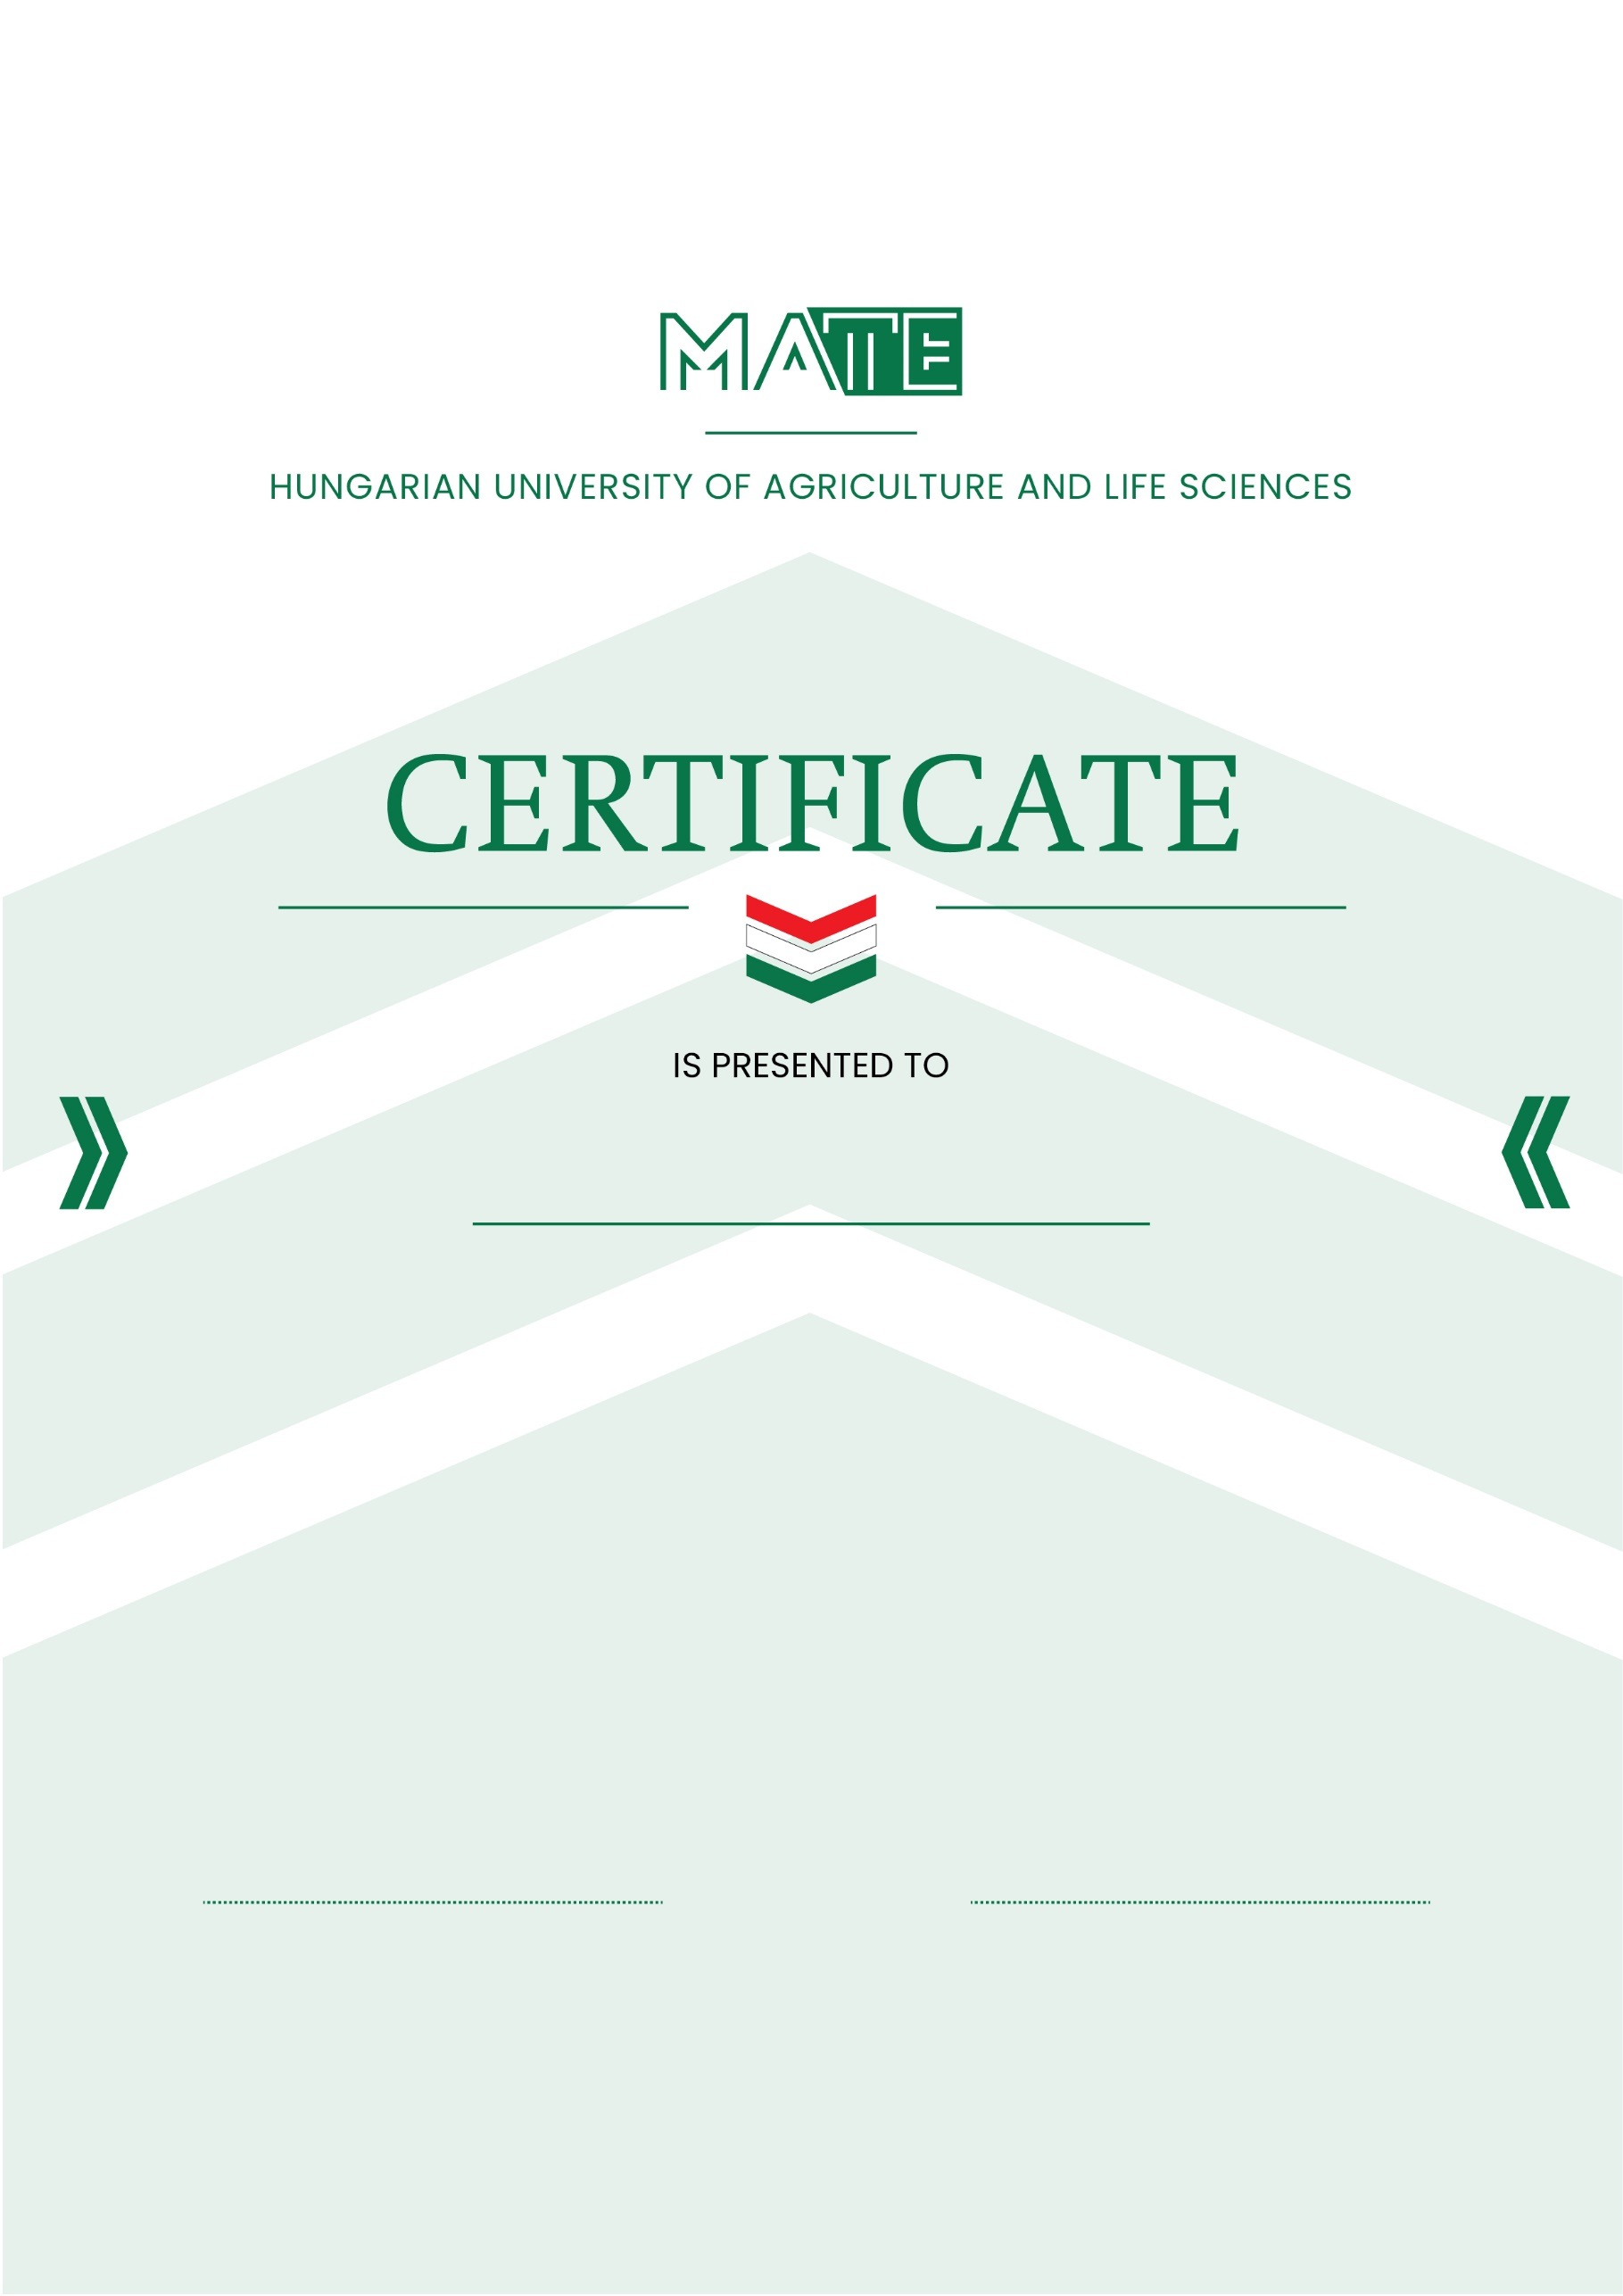 MATE
HUNGARIAN UNIVERSITY OF AGRICULTURE AND LIFE SCIENCES
CERTIFICATE
IS PRESENTED TO